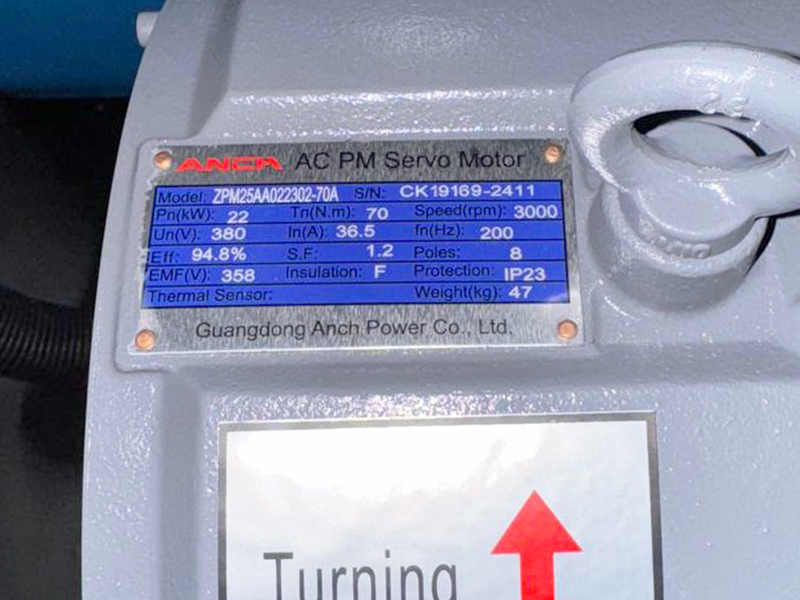 ANCH AC PM Servo Motor
Model: ZPM25AA022302-70A S/N: CK19169-2411
Pn(kW): 22 Tn(N.m): 70 Speed(rpm): 3000
Un(V): 380 In(A): 36.5 fn(Hz): 200
Eff: 94.8% S.F: 1.2 Poles: 8
EMF(V): 358 Insulation: F Protection: IP23
Thermal Sensor: Weight(kg): 47
Guangdong Anch Power Co., Ltd.
Turning